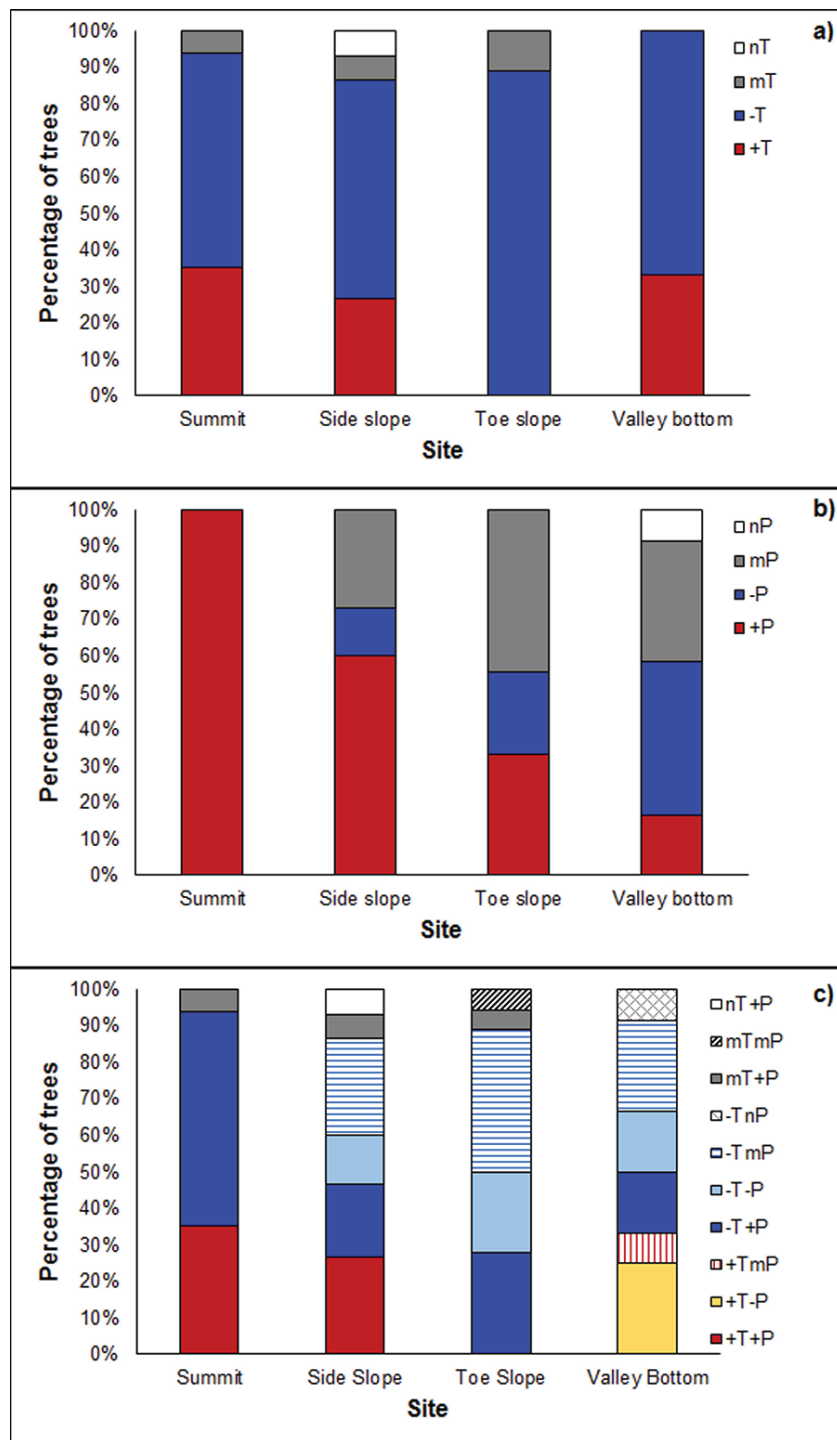 a)
Percentage of trees
100%
90%
80%
70%
60%
50%
40%
30%
20%
10%
0%
nT
mT
-T
+T
Summit Side slope Toe slope Valley bottom
Site
b)
Percentage of trees
100%
90%
80%
70%
60%
50%
40%
30%
20%
10%
0%
nP
mP
-P
+P
Summit Side slope Toe slope Valley bottom
Site
c)
Percentage of trees
100%
90%
80%
70%
60%
50%
40%
30%
20%
10%
0%
nT+P
mTmP
mT+P
-TnP
-TmP
-T-P
-T+P
+TmP
+T-P
+T+P
Summit Side Slope Toe Slope Valley Bottom
Site